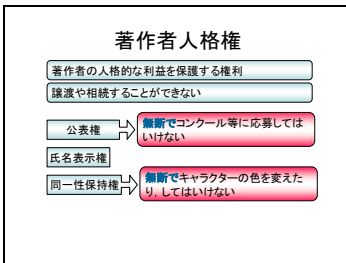 著作者人格権
著作者の人格的な利益を保護する権利
譲渡や相続することができない
公表権
無断でコンクール等に応募しては
いけない
氏名表示権
同一性保持権
無断でキャラクターの色を変えた
り，してはいけない